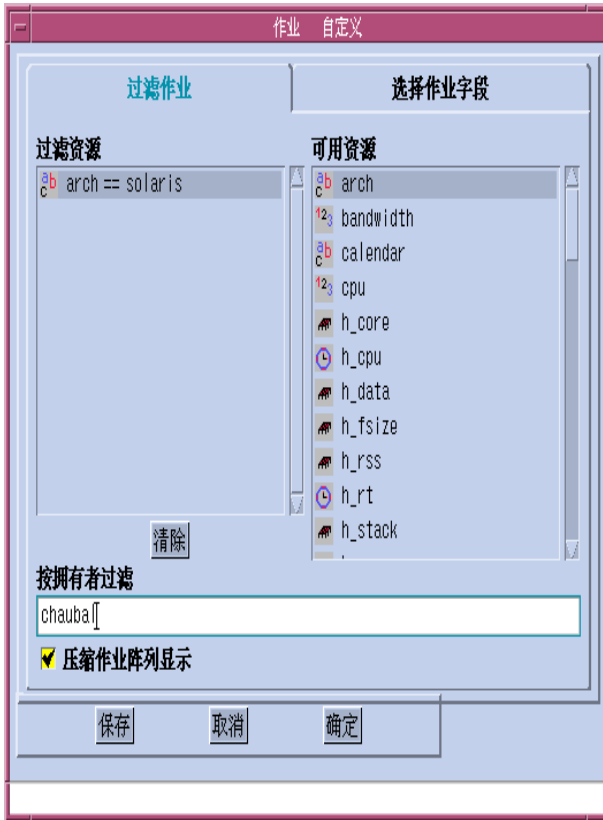 作业 自定义
过滤作业
选择作业字段
过滤资源
arch == solaris
可用资源
arch
bandwidth
calendar
cpu
h_core
h_cpu
h_data
h_fsize
h_rss
h_rt
h_stack
清除
按拥有者过滤
chaubal
压缩作业阵列显示
保存
取消
确定